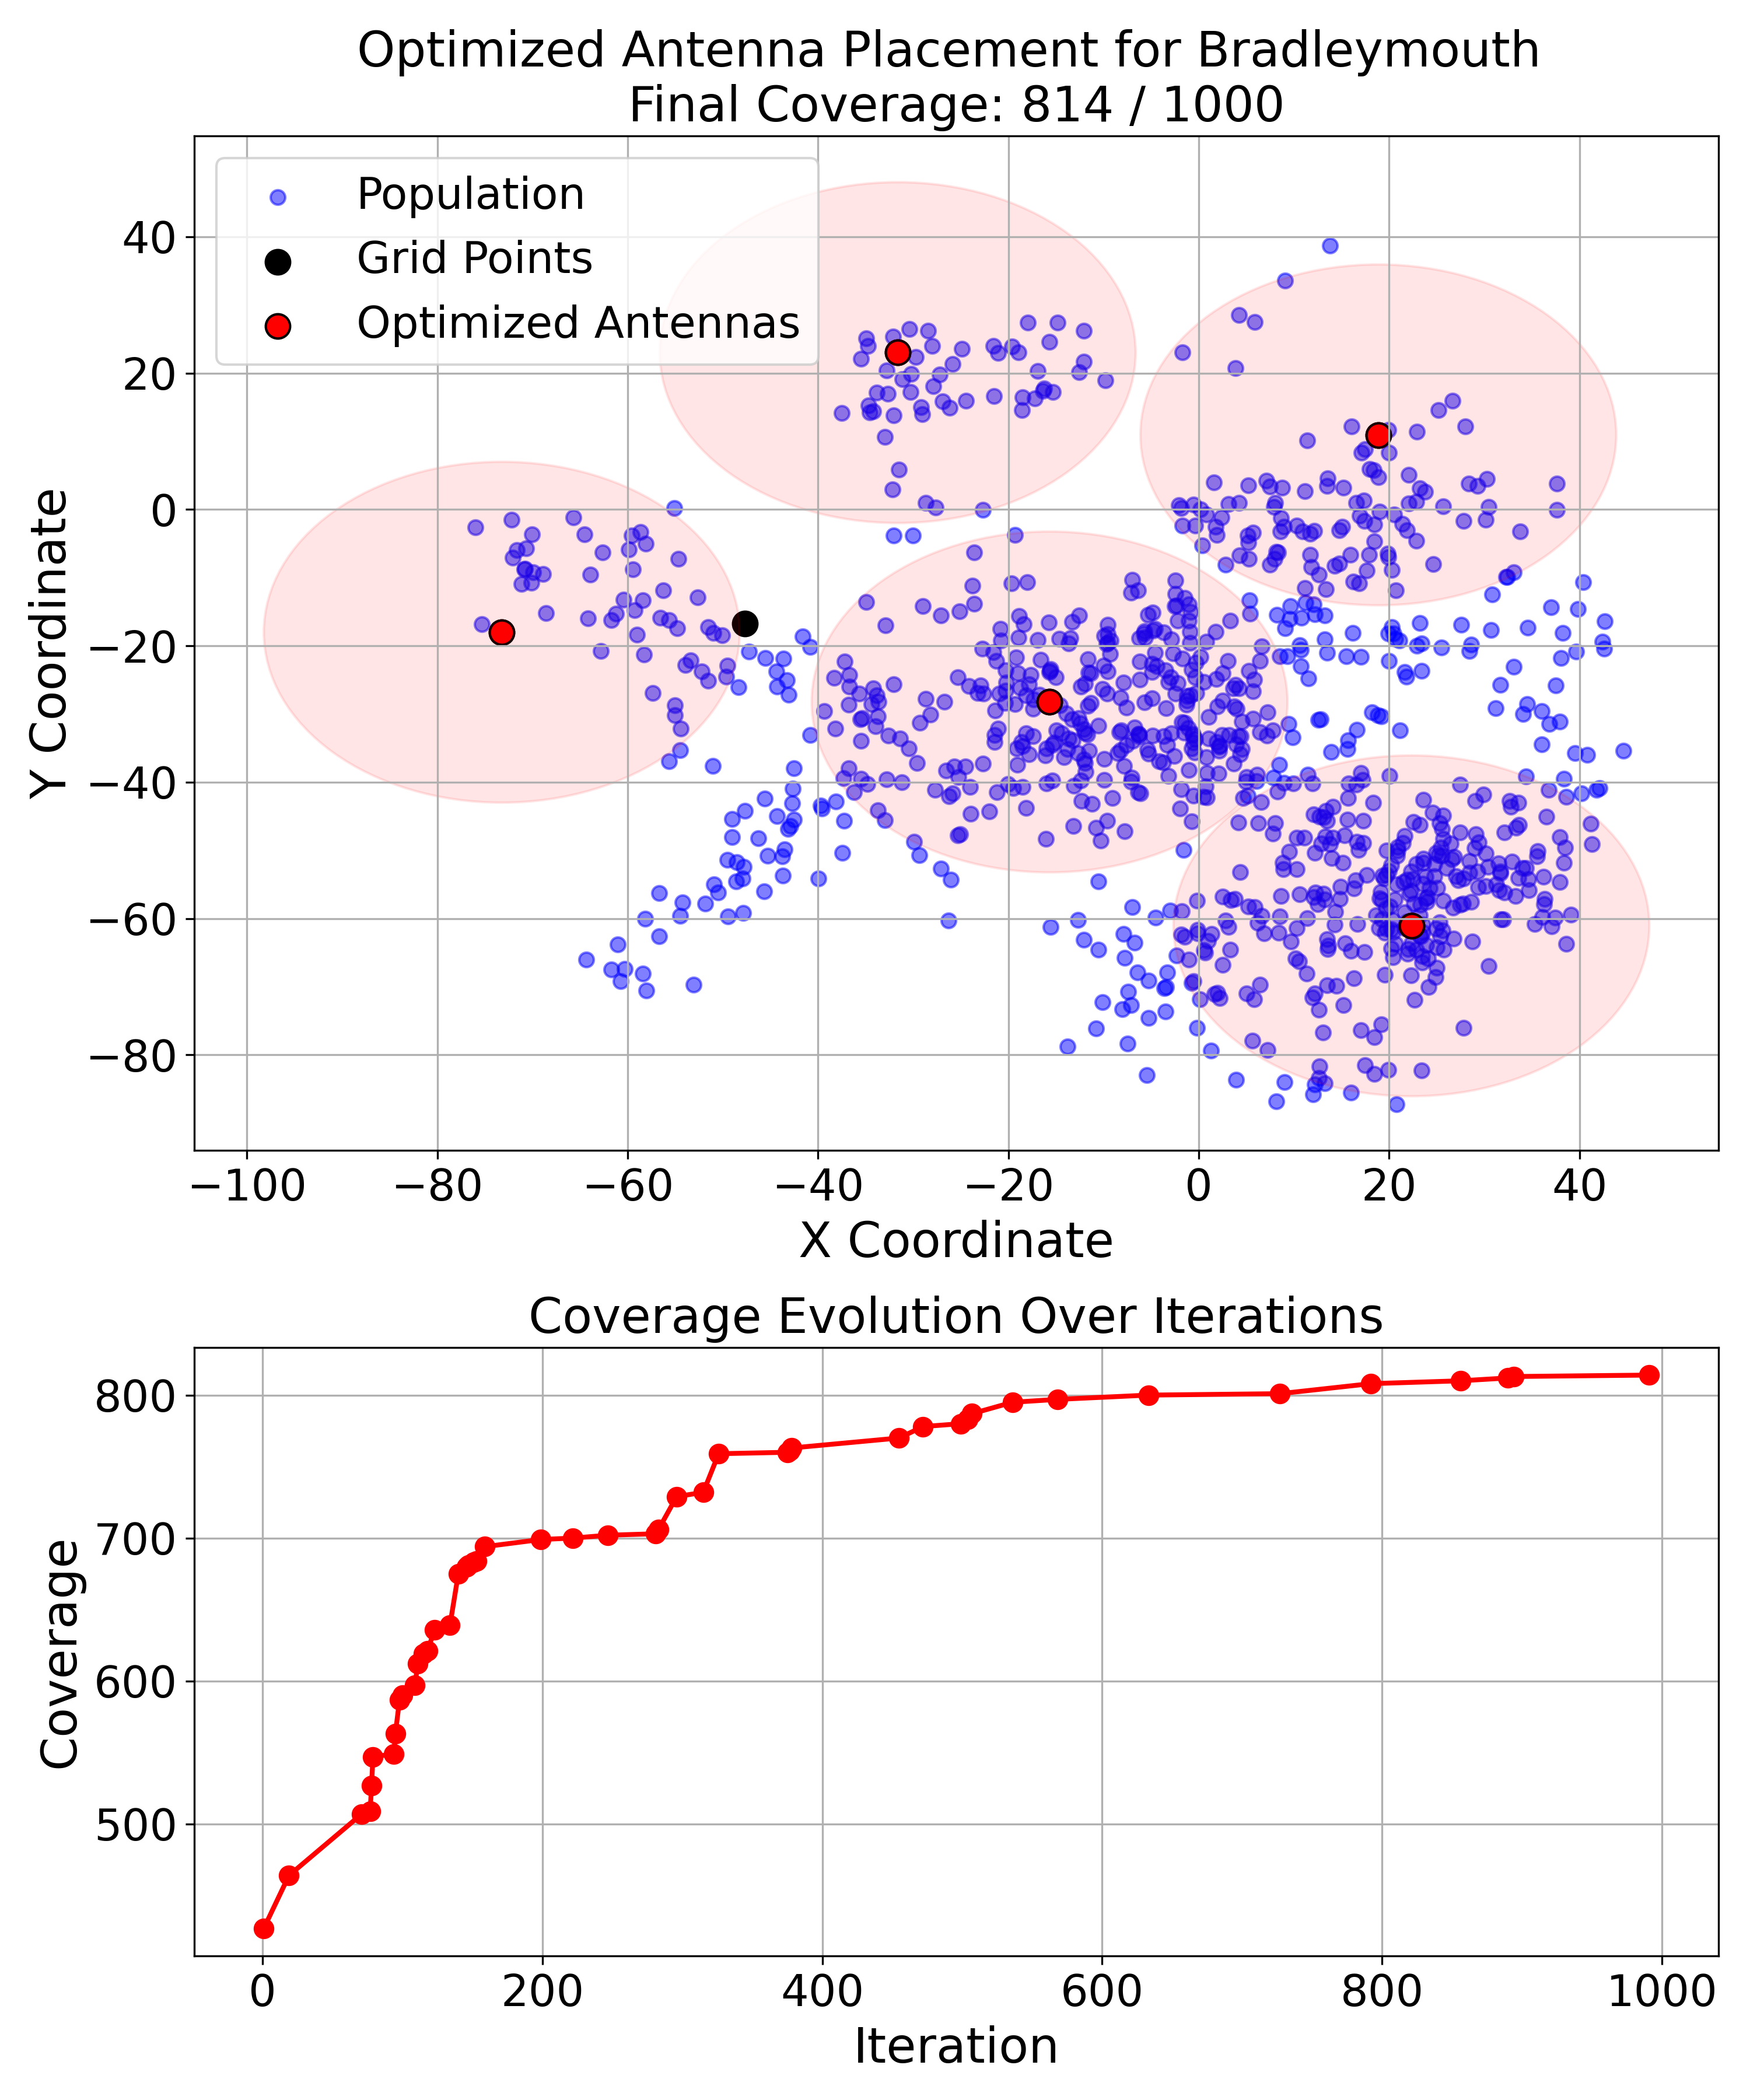 Optimized Antenna Placement for Bradleymouth
Final Coverage: 814 / 1000
Population
Grid Points
Optimized Antennas
Y Coordinate
40
20
0
−20
−40
−60
−80
−100 −80 −60 −40 −20 0 20 40
X Coordinate
Coverage Evolution Over Iterations
Coverage
800
700
600
500
0 200 400 600 800 1000
Iteration